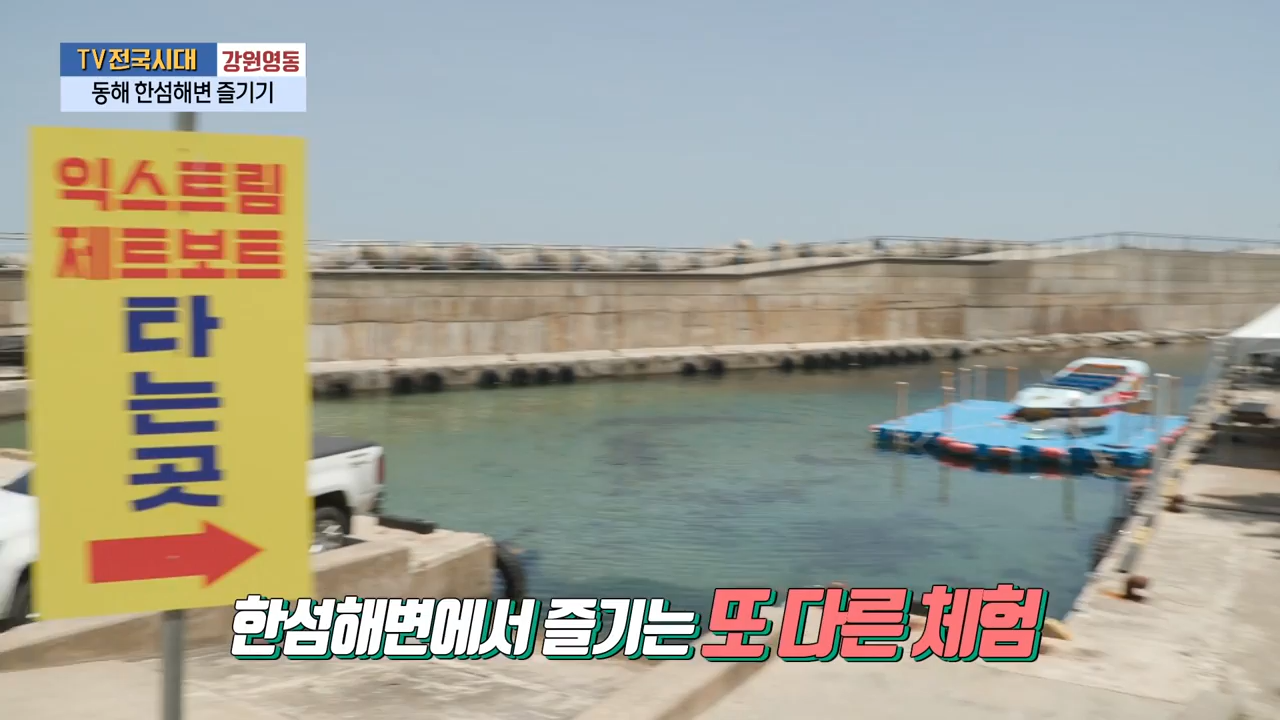 TV전국시대 강원영동
동해 한섬해변 즐기기
익스트림
제트보트
타는곳
한섬해변에서 즐기는 또 다른 체험